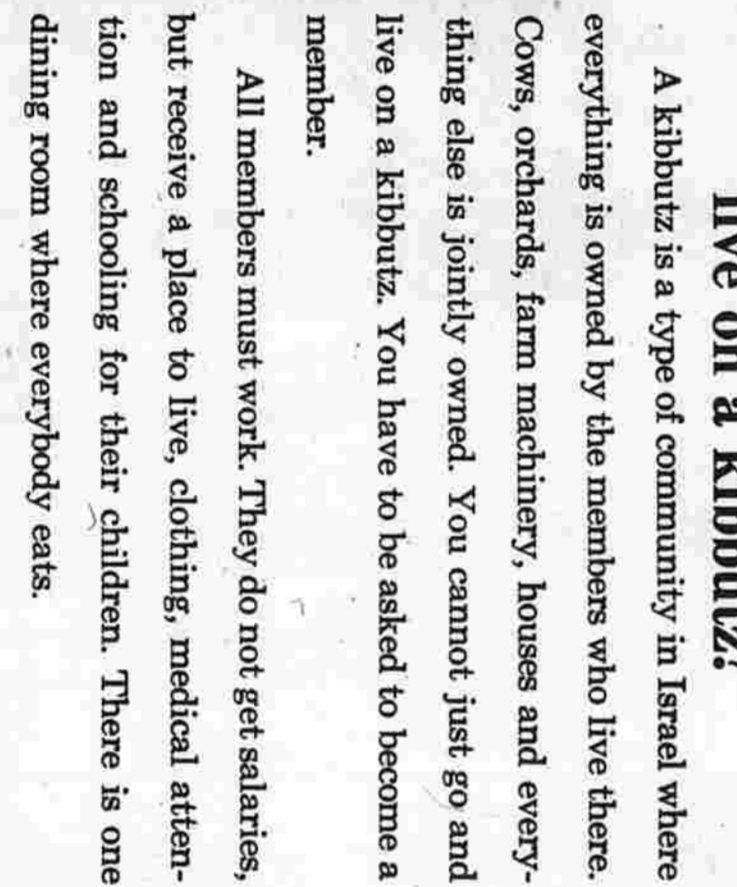 live on a kibbutz?
A kibbutz is a type of community in Israel where
everything is owned by the members who live there.
Cows, orchards, farm machinery, houses and every-
thing else is jointly owned. You cannot just go and
live on a kibbutz. You have to be asked to become a
member.
All members must work. They do not get salaries,
but receive a place to live, clothing, medical atten-
tion and schooling for their children. There is one
dining room where everybody eats.